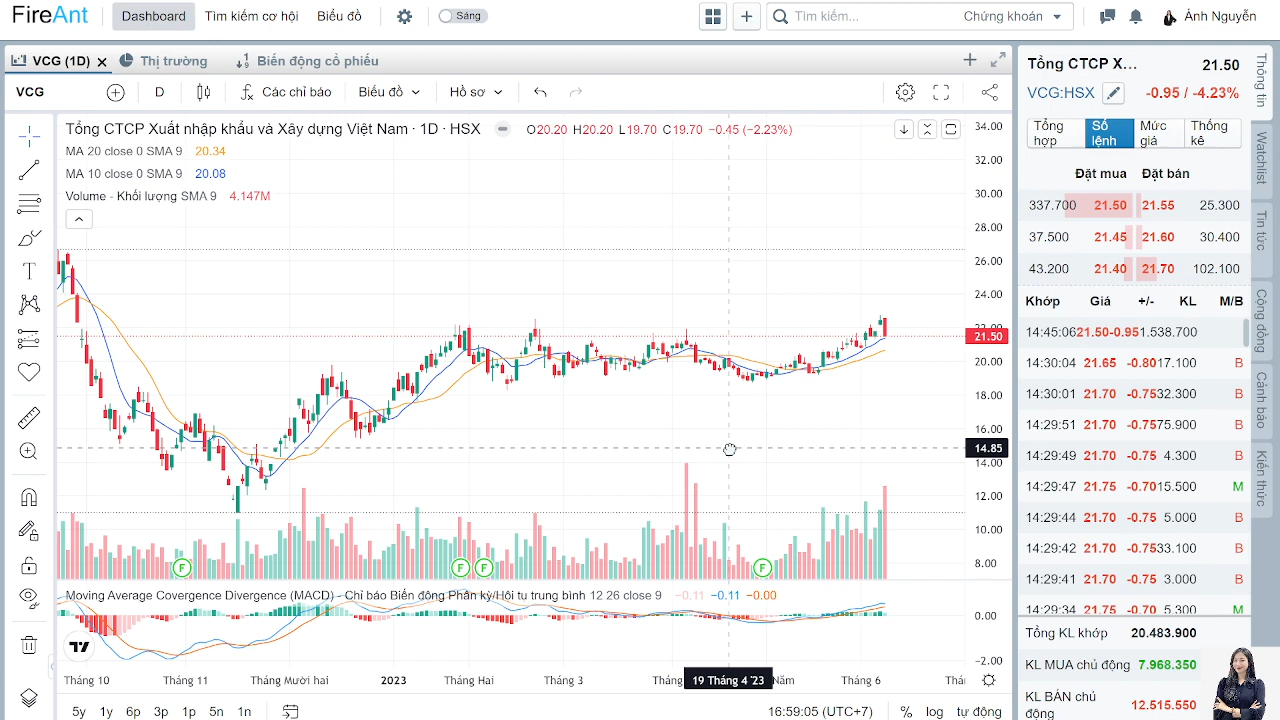 FireAnt Dashboard Tìm kiếm cơ hội Biểu đồ Sáng Tìm kiếm... Chứng khoán Ánh Nguyễn
VCG (1D) Thị trường Biến động cổ phiếu
VCG D Các chỉ báo Biểu đồ Hồ sơ
Tổng CTCP Xuất nhập khẩu và Xây dựng Việt Nam · 1D · HSX O20.20 H20.20 L19.70 C19.70 −0.45 (−2.23%)
MA 20 close 0 SMA 9 20.34
MA 10 close 0 SMA 9 20.08
Volume - Khối lượng SMA 9 4.147M
34.00
32.00
30.00
28.00
26.00
24.00
22.00
21.50
20.00
18.00
16.00
14.85
14.00
12.00
10.00
8.00
F F F F
Moving Average Covergence Divergence (MACD) - Chỉ báo Biến động Phân kỳ/Hội tụ trung bình 12 26 close 9 −0.11 −0.11 −0.00
0.00
−2.00
Tháng 10 Tháng 11 Tháng Mười hai 2023 Tháng Hai Tháng 3 19 Tháng 4 '23 Năm Tháng 6
5y 1y 6p 3p 1p 5n 1n 16:59:05 (UTC+7) % log tự động
Tổng CTCP X... 21.50
VCG:HSX -0.95 / -4.23%
Tổng hợp Số lệnh Mức giá Thống kê
Đặt mua Đặt bán
337.700 21.50 21.55 25.300
37.500 21.45 21.60 30.400
43.200 21.40 21.70 102.100
Khớp Giá +/- KL M/B
14:45:06 21.50 -0.95 1.538.700
14:30:04 21.65 -0.80 17.100 B
14:30:01 21.70 -0.75 32.300 B
14:29:51 21.70 -0.75 75.900 B
14:29:49 21.70 -0.75 4.300 B
14:29:47 21.75 -0.70 15.500 M
14:29:44 21.70 -0.75 5.000 B
14:29:42 21.70 -0.75 33.100 B
14:29:41 21.70 -0.75 3.000 B
14:29:34 21.75 -0.70 5.300 M
Tổng KL khớp 20.483.900
KL MUA chủ động 7.968.350
KL BÁN chủ động 12.515.550
Thông tin
Watchlist
Tin tức
Cộng đồng
Cảnh báo
Kiến thức